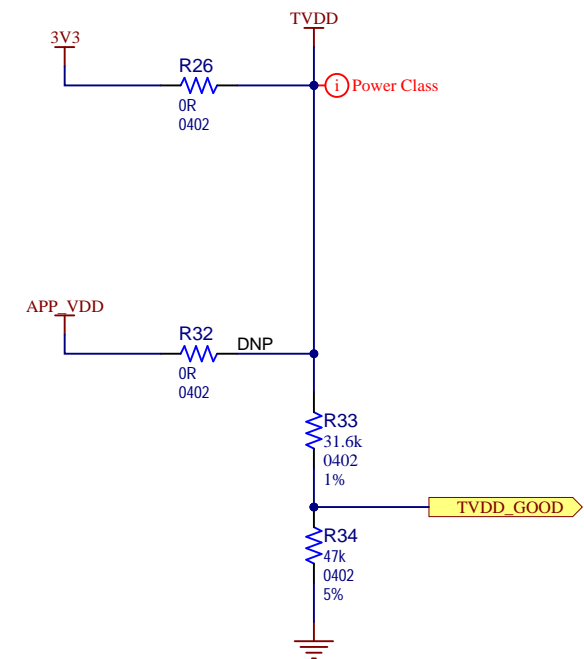 TVDD
3V3
R26
0R
0402
i Power Class
APP_VDD
R32 DNP
0R
0402
R33
31.6k
0402
1%
TVDD_GOOD
R34
47k
0402
5%